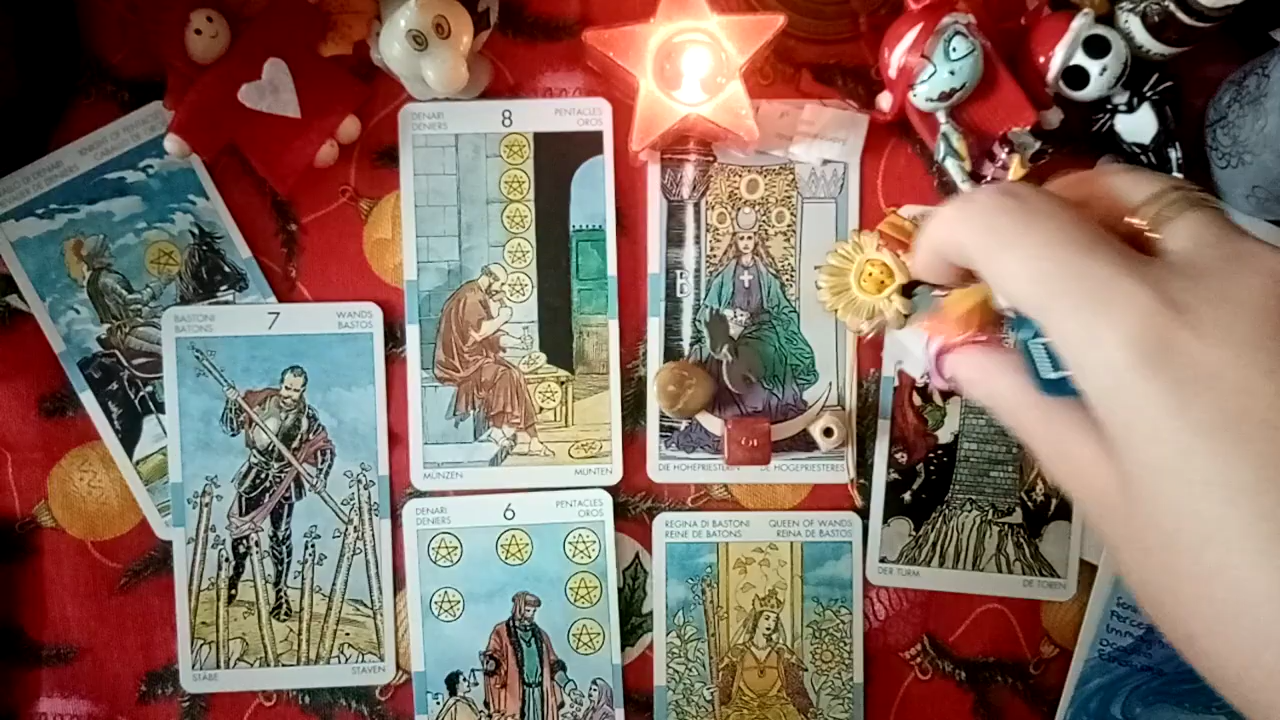 DENARI
DENIERS
8
PENTACLES
OROS
MÜNZEN
MUNTEN
BASTONI
BATONS
7
WANDS
BASTOS
STÄBE
STAVEN
DENARI
DENIERS
6
PENTACLES
OROS
B
DIE HOHEPRIESTERIN
DE HOGEPRIESTERES
REGINA DI BASTONI
REINE DE BATONS
QUEEN OF WANDS
REINA DE BASTOS
DER TURM
DE TOREN